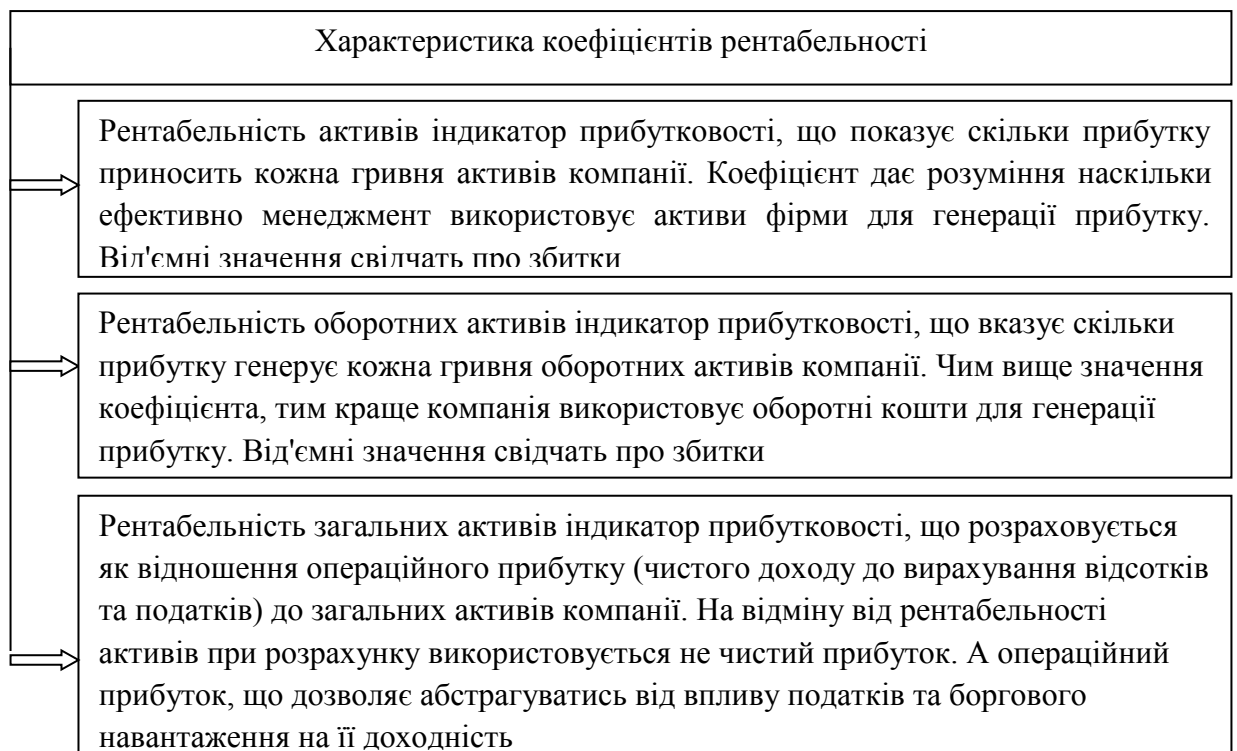 Характеристика коефіцієнтів рентабельності
Рентабельність активів індикатор прибутковості, що показує скільки прибутку
приносить кожна гривня активів компанії. Коефіцієнт дає розуміння наскільки
ефективно менеджмент використовує активи фірми для генерації прибутку.
Від'ємні значення свідчать про збитки
Рентабельність оборотних активів індикатор прибутковості, що вказує скільки
прибутку генерує кожна гривня оборотних активів компанії. Чим вище значення
коефіцієнта, тим краще компанія використовує оборотні кошти для генерації
прибутку. Від'ємні значення свідчать про збитки
Рентабельність загальних активів індикатор прибутковості, що розраховується
як відношення операційного прибутку (чистого доходу до вирахування відсотків
та податків) до загальних активів компанії. На відміну від рентабельності
активів при розрахунку використовується не чистий прибуток. А операційний
прибуток, що дозволяє абстрагуватись від впливу податків та боргового
навантаження на її доходність